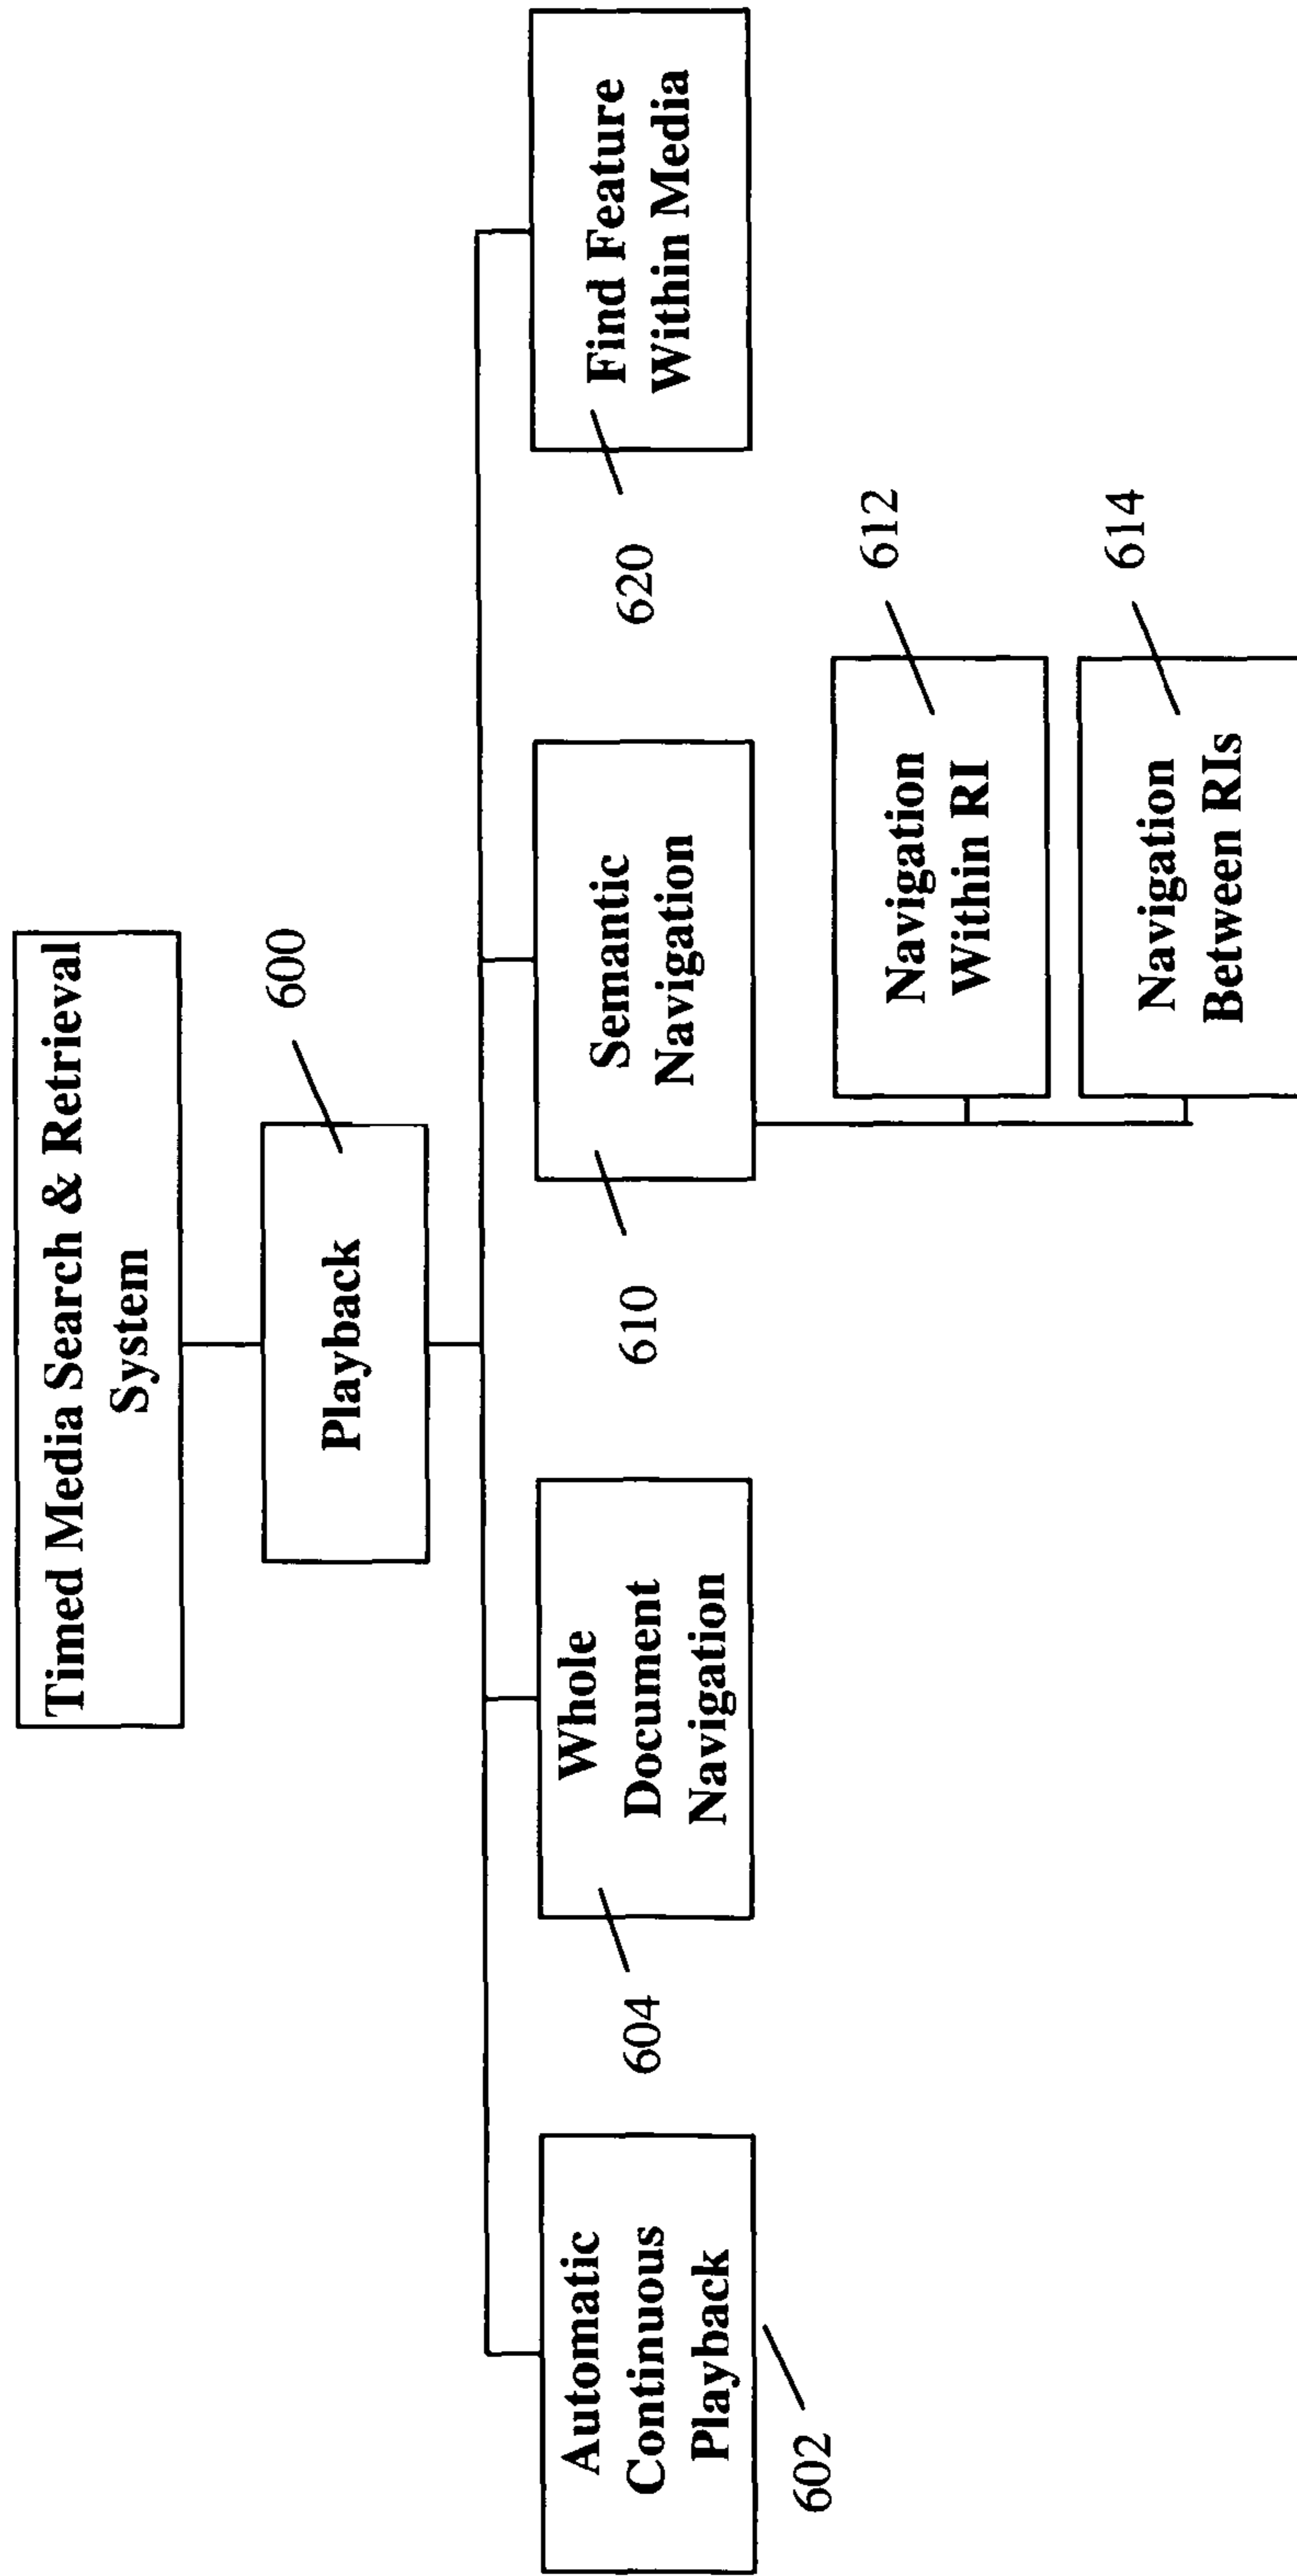 Timed Media Search & Retrieval
System
600
Playback
Automatic
Continuous
Playback
602
Whole
Document
Navigation
604
Semantic
Navigation
610
Find Feature
Within Media
620
Navigation
Within RI
612
Navigation
Between RIs
614